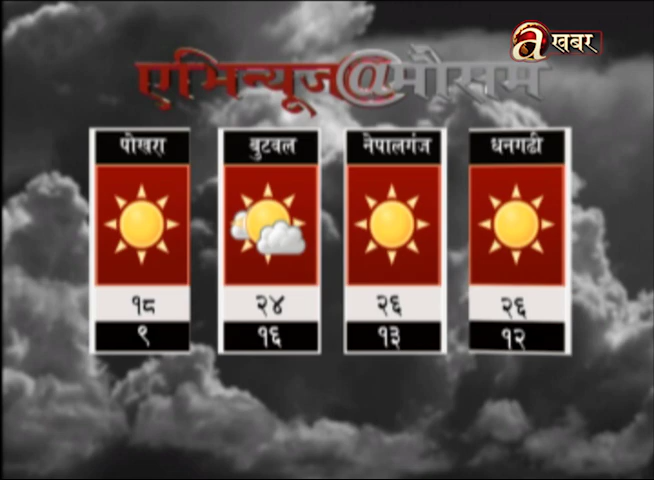 a खबर
एभिन्यूज@मौसम
पोखरा
१८
९
बुटवल
२४
१६
नेपालगंज
२६
१३
धनगढी
२६
१२